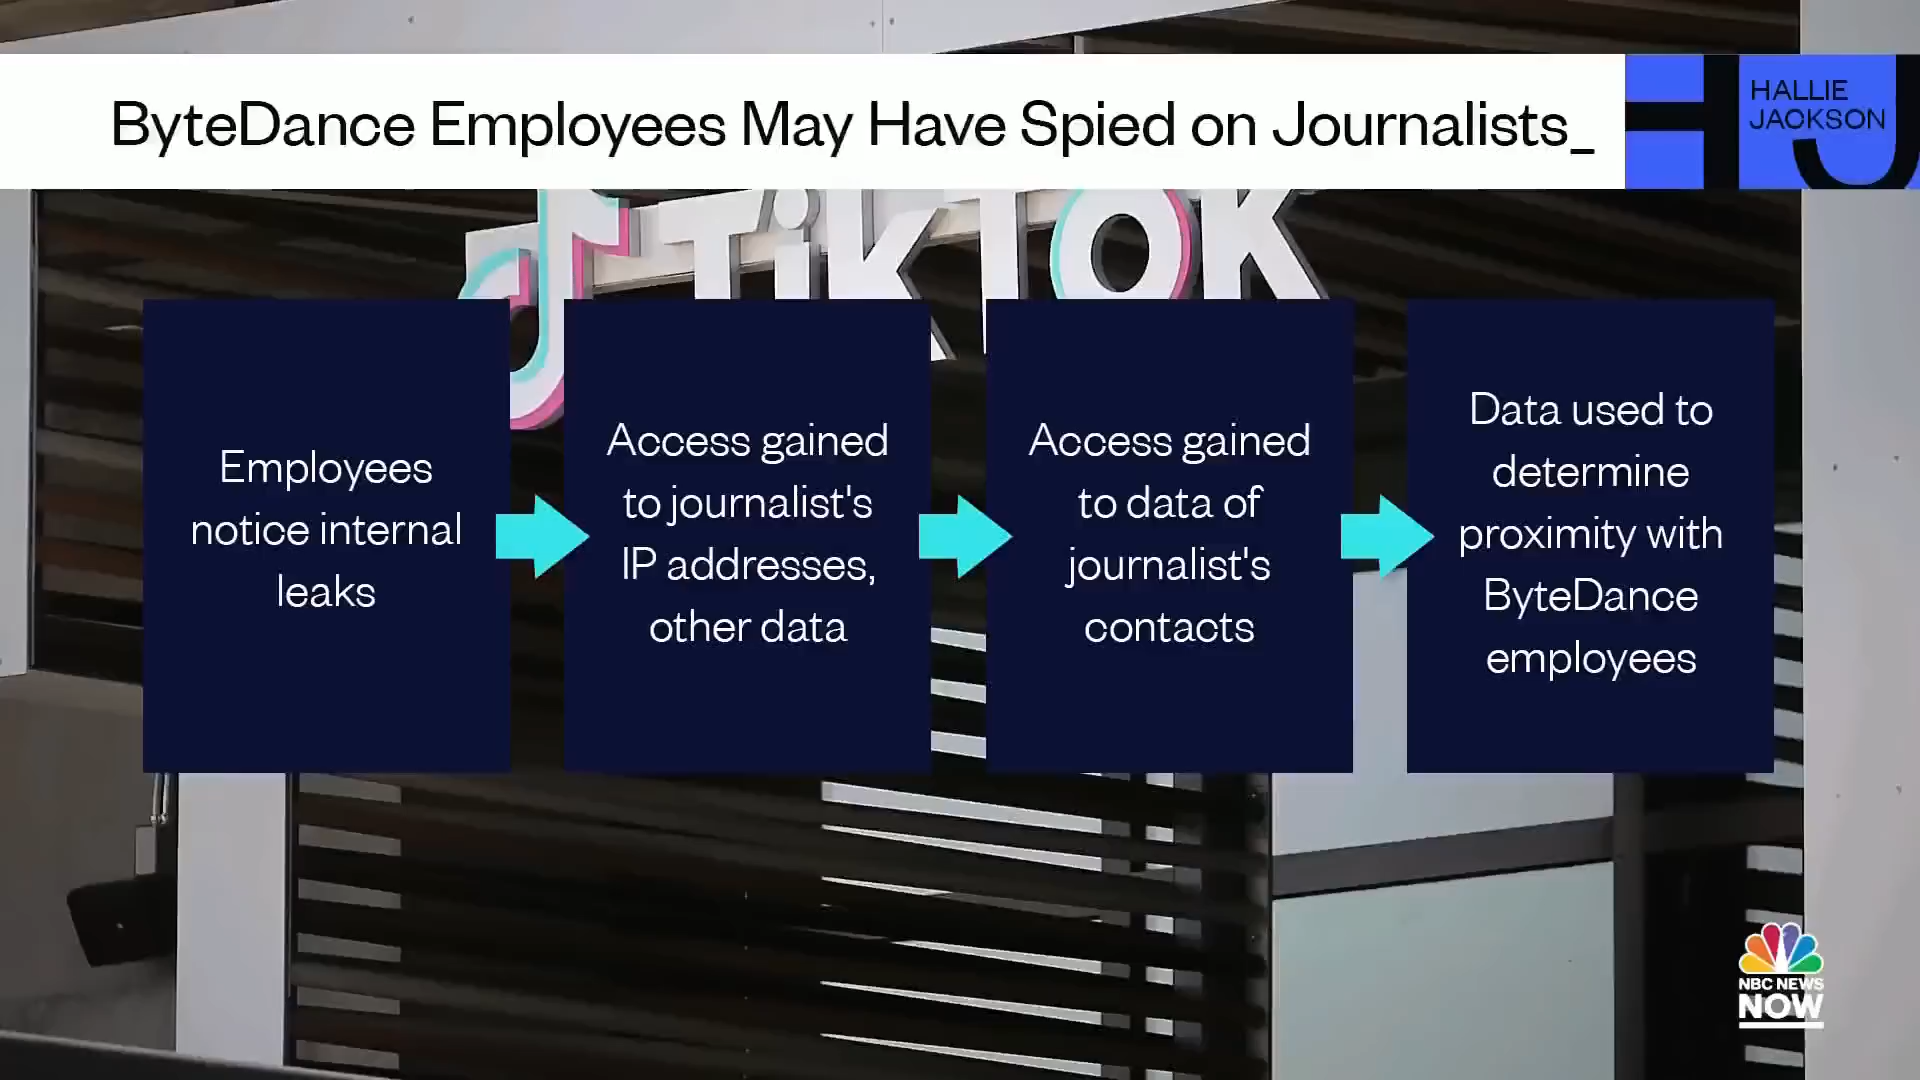 ByteDance Employees May Have Spied on Journalists_
HALLIE
JACKSON
TikTok
Employees
notice internal
leaks
Access gained
to journalist's
IP addresses,
other data
Access gained
to data of
journalist's
contacts
Data used to
determine
proximity with
ByteDance
employees
NBC NEWS
NOW